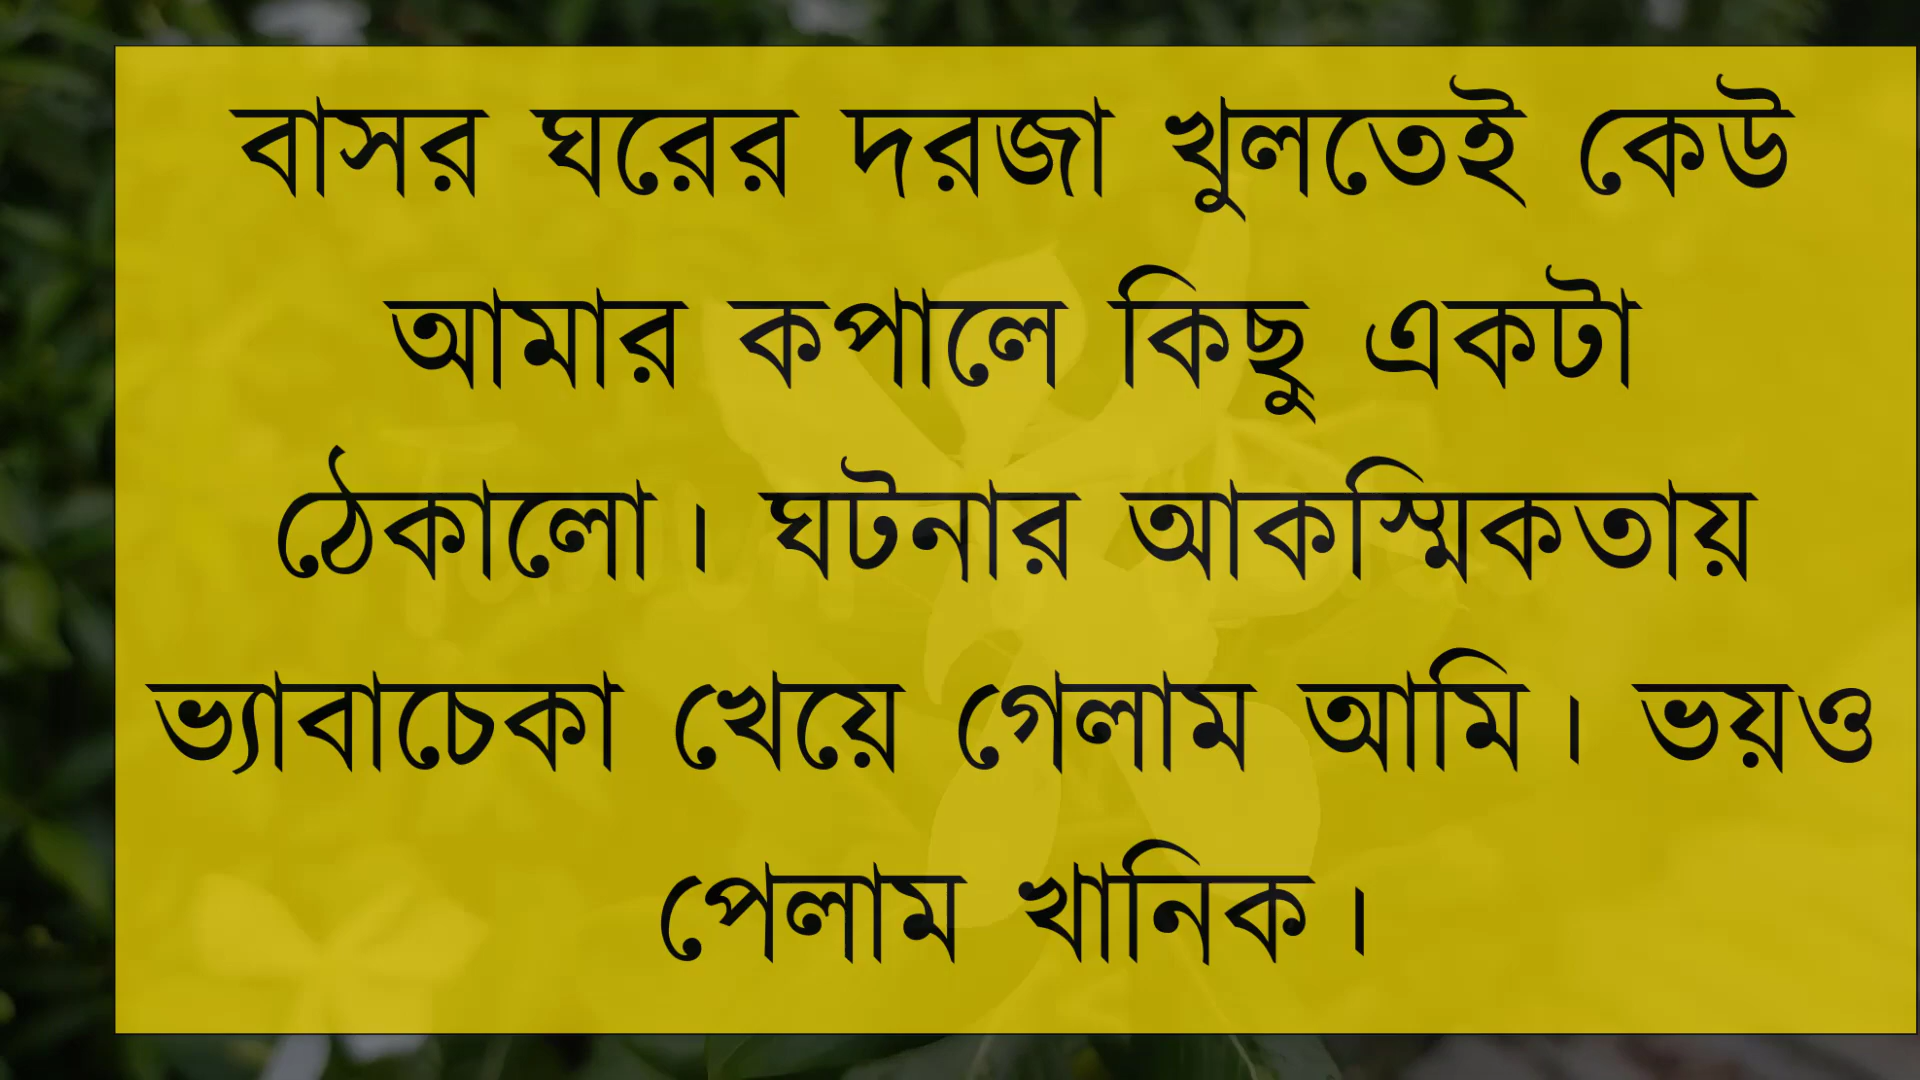 বাসর ঘরের দরজা খুলতেই কেউ
আমার কপালে কিছু একটা
ঠেকালো। ঘটনার আকস্মিকতায়
ভ্যাবাচেকা খেয়ে গেলাম আমি। ভয়ও
পেলাম খানিক।